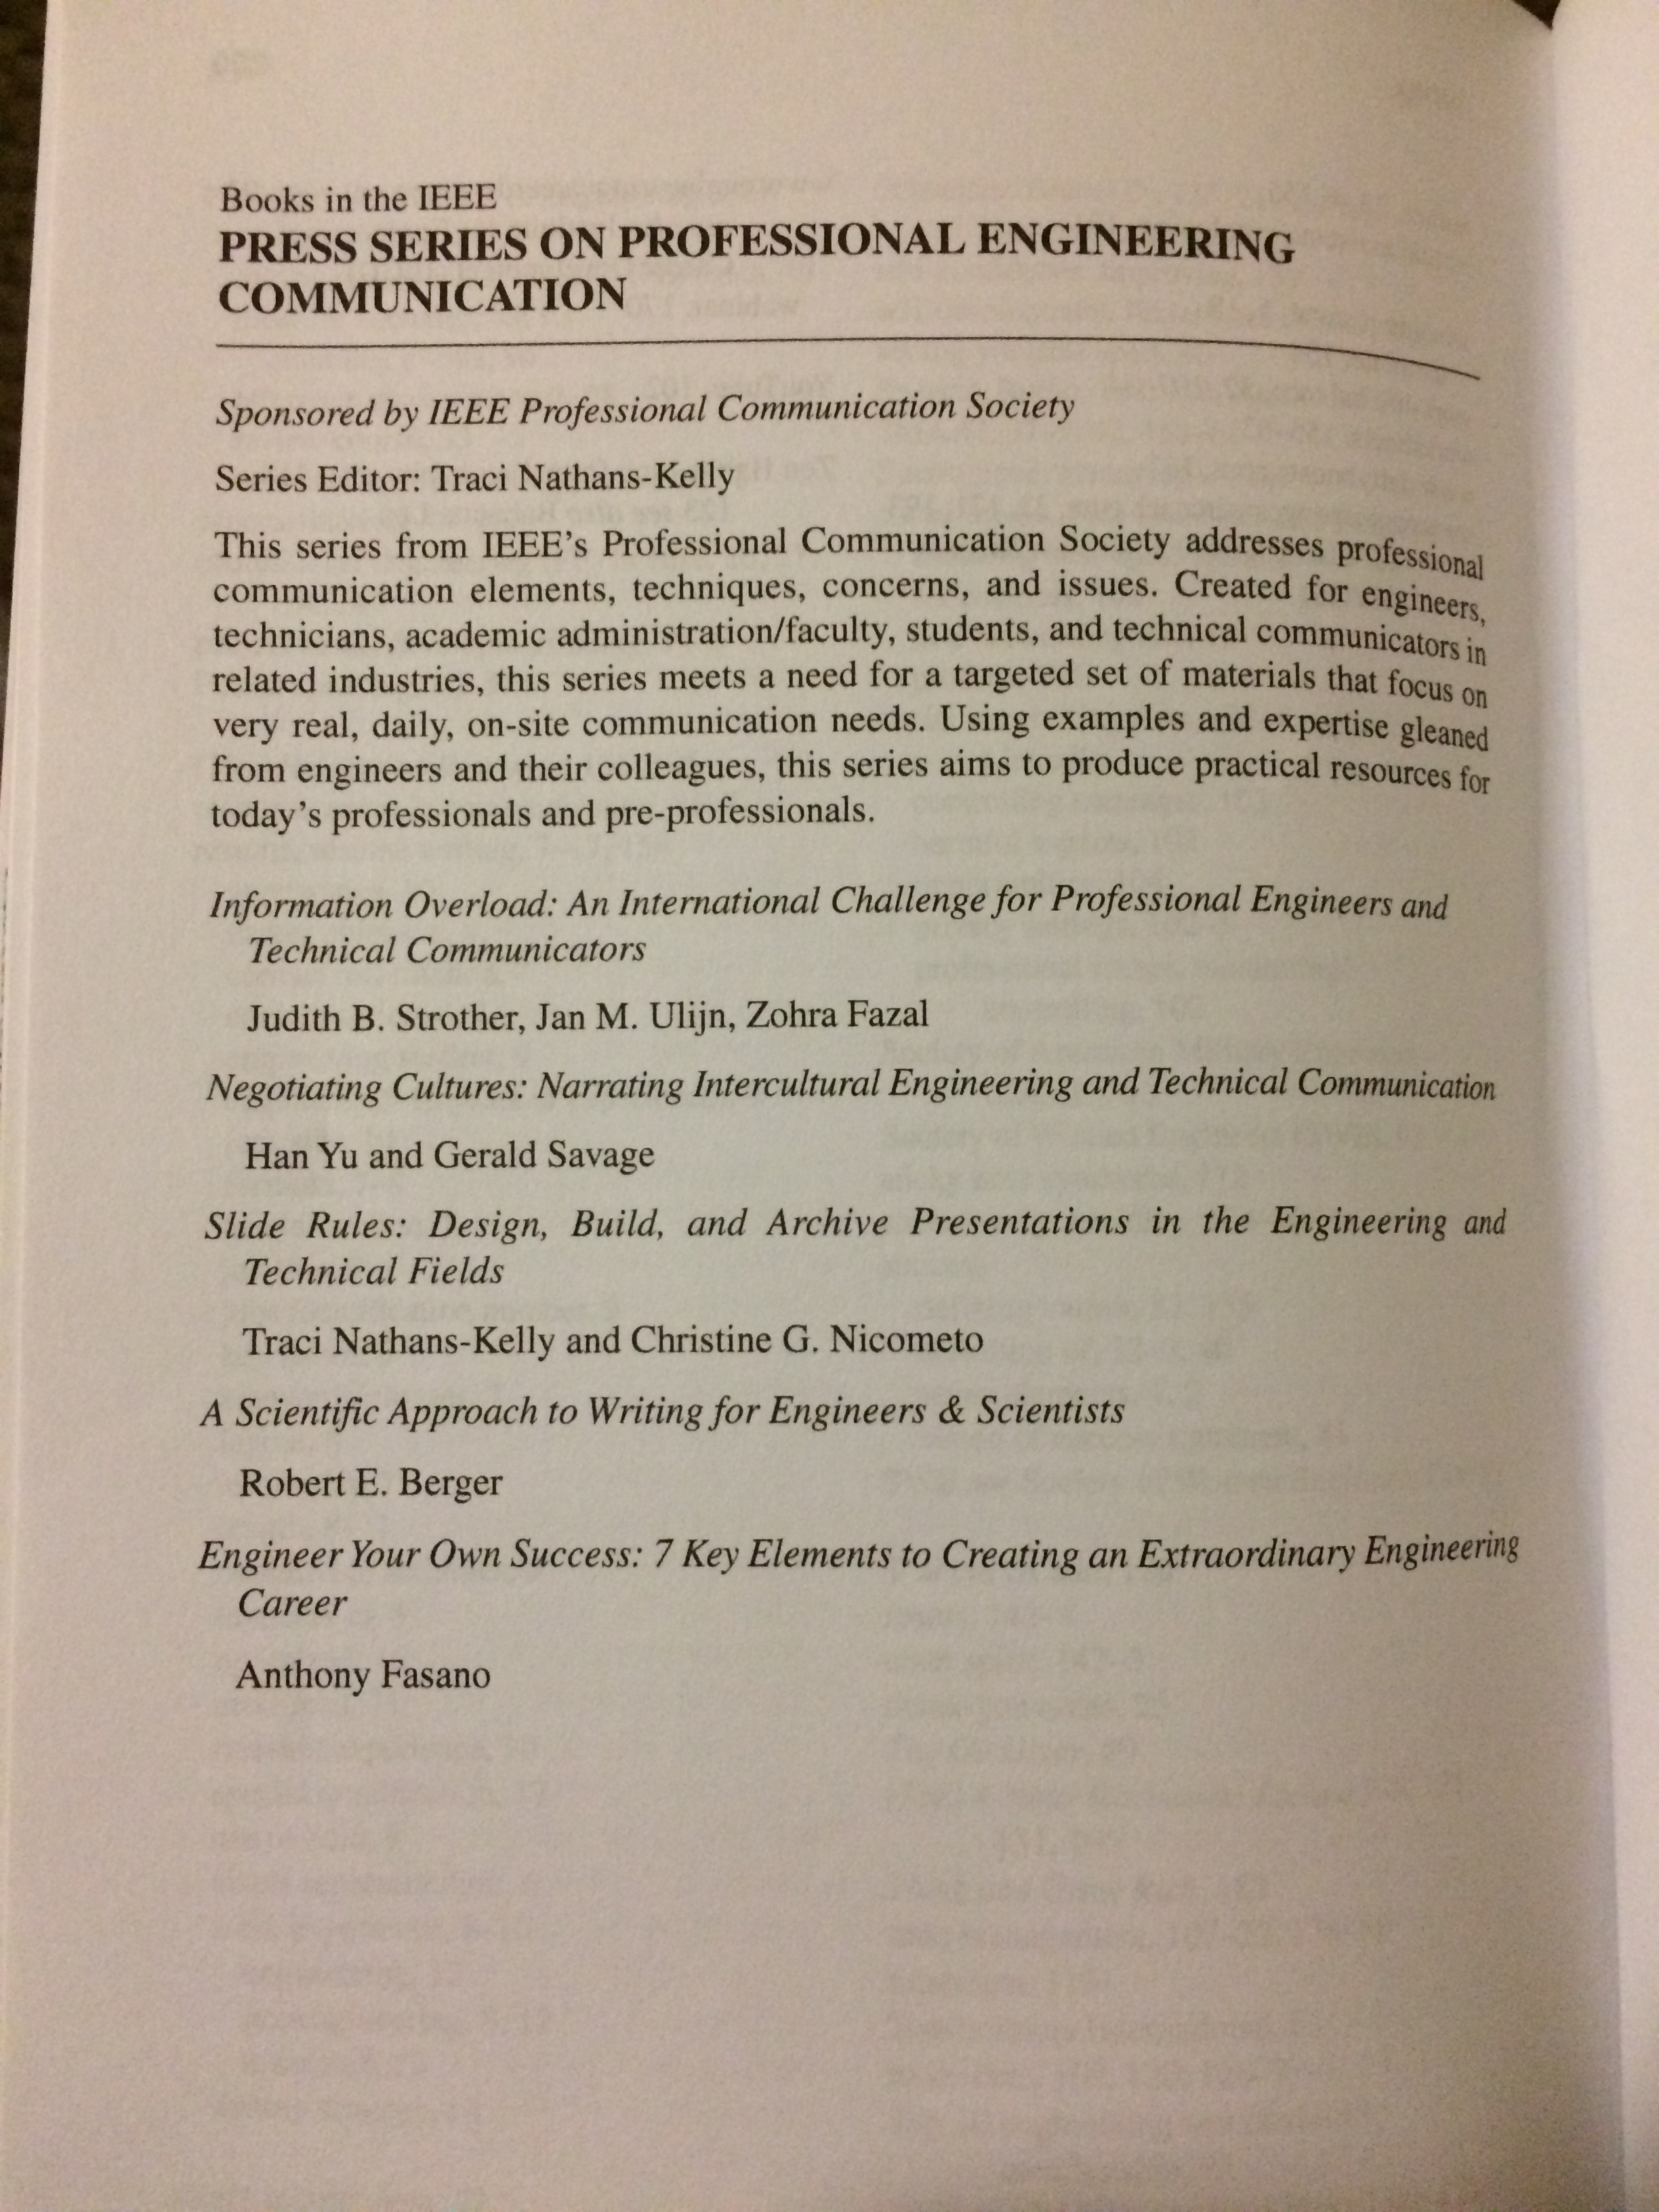 Books in the IEEE
PRESS SERIES ON PROFESSIONAL ENGINEERING
COMMUNICATION
Sponsored by IEEE Professional Communication Society
Series Editor: Traci Nathans-Kelly
This series from IEEE's Professional Communication Society addresses professional
communication elements, techniques, concerns, and issues. Created for engineers,
technicians, academic administration/faculty, students, and technical communicators in
related industries, this series meets a need for a targeted set of materials that focus on
very real, daily, on-site communication needs. Using examples and expertise gleaned
from engineers and their colleagues, this series aims to produce practical resources for
today's professionals and pre-professionals.
Information Overload: An International Challenge for Professional Engineers and
Technical Communicators
Judith B. Strother, Jan M. Ulijn, Zohra Fazal
Negotiating Cultures: Narrating Intercultural Engineering and Technical Communication
Han Yu and Gerald Savage
Slide Rules: Design, Build, and Archive Presentations in the Engineering and
Technical Fields
Traci Nathans-Kelly and Christine G. Nicometo
A Scientific Approach to Writing for Engineers & Scientists
Robert E. Berger
Engineer Your Own Success: 7 Key Elements to Creating an Extraordinary Engineering
Career
Anthony Fasano